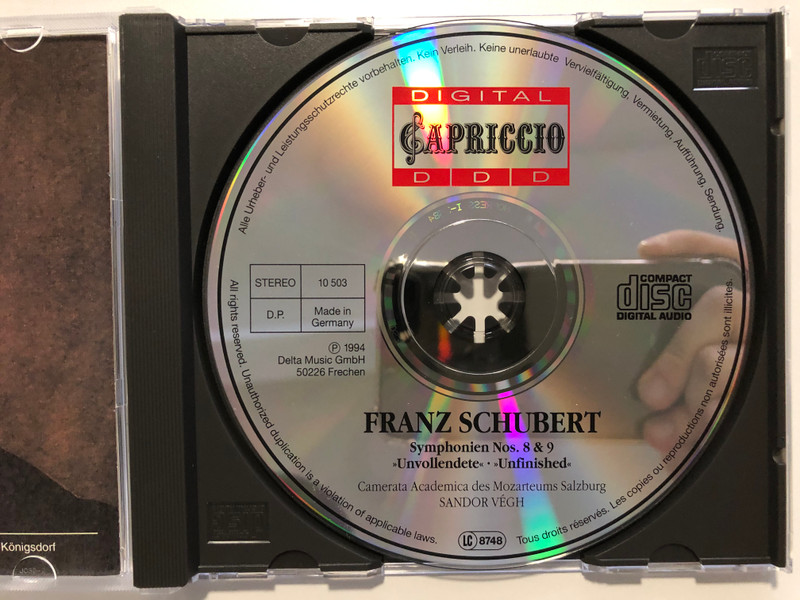 Alle Urheber- und Leistungsschutzrechte vorbehalten. Kein Verleih. Keine unerlaubte Vervielfältigung, Vermietung, Aufführung, Sendung.
DIGITAL
CAPRICCIO
DDD
STEREO 10 503
D.P. Made in Germany
℗ 1994
Delta Music GmbH
50226 Frechen
COMPACT
disc
DIGITAL AUDIO
FRANZ SCHUBERT
Symphonien Nos. 8 & 9
»Unvollendete« · »Unfinished«
Camerata Academica des Mozarteums Salzburg
SANDOR VÉGH
All rights reserved. Unauthorized duplication is a violation of applicable laws.
LC 8748
Tous droits réservés. Les copies ou reproductions non autorisées sont illicites.
Königsdorf